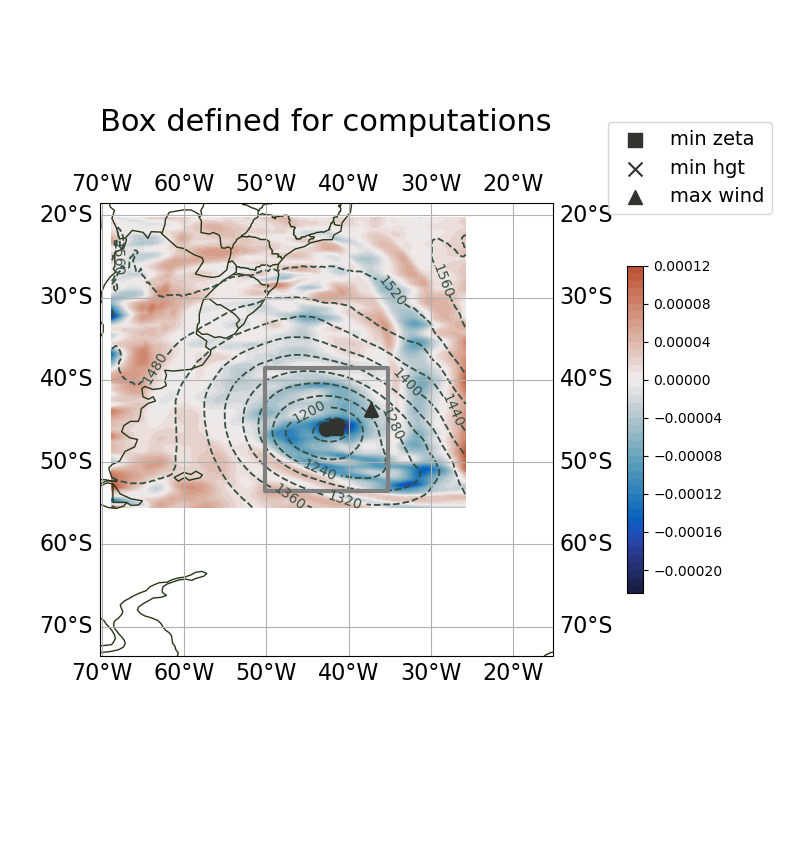 Box defined for computations
min zeta
min hgt
max wind
70°W 60°W 50°W 40°W 30°W 20°W
20°S 20°S
30°S 30°S
40°S 40°S
50°S 50°S
60°S 60°S
70°S 70°S
70°W 60°W 50°W 40°W 30°W 20°W
1560
1520
1480
1400
1440
1200
1280
1240
1360
1320
0.00012
0.00008
0.00004
0.00000
−0.00004
−0.00008
−0.00012
−0.00016
−0.00020